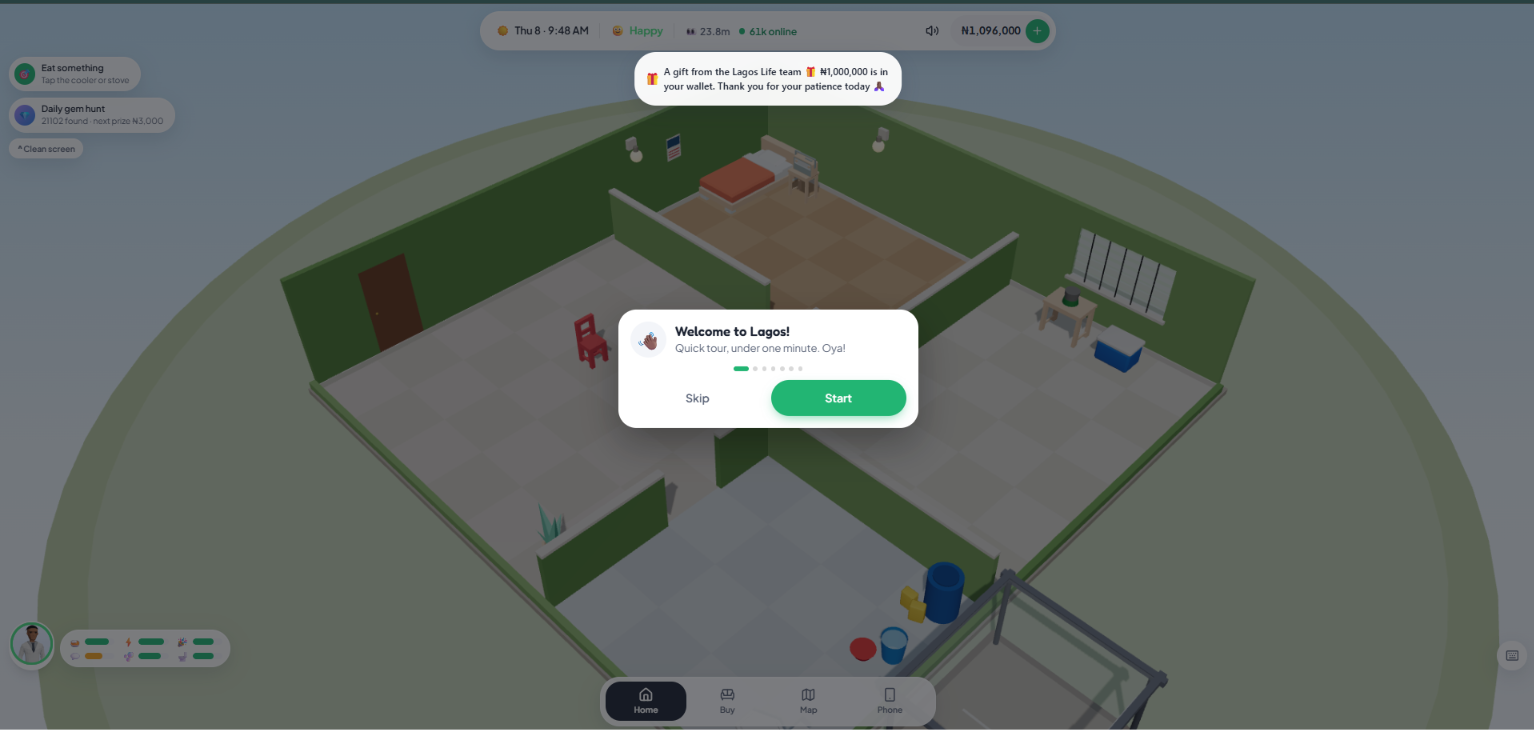 Thu 8 · 9:48 AM
Happy
23.8m
61k online
₦1,096,000
Eat something
Tap the cooler or stove
Daily gem hunt
21102 found · next prize ₦3,000
^ Clean screen
A gift from the Lagos Life team 🎁 ₦1,000,000 is in
your wallet. Thank you for your patience today 🙏🏾
Welcome to Lagos!
Quick tour, under one minute. Oya!
Skip
Start
Home
Buy
Map
Phone